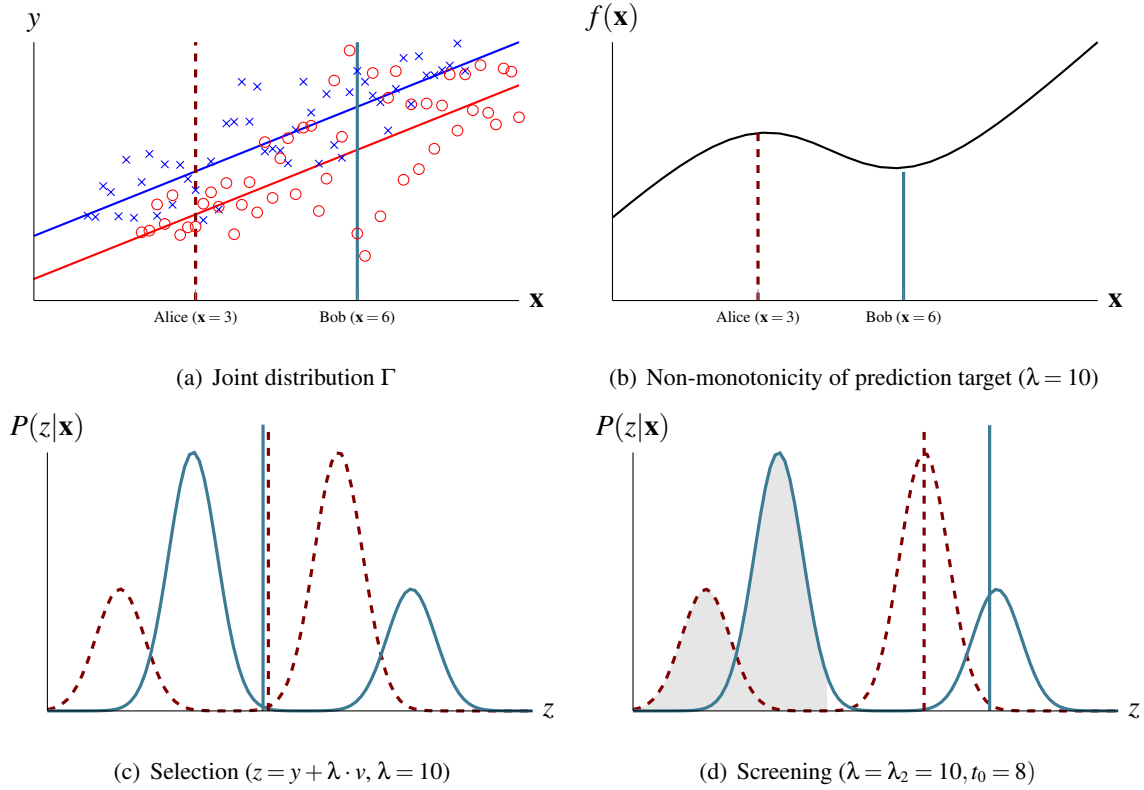 y
x
Alice (x = 3)
Bob (x = 6)
(a) Joint distribution Γ
f(x)
x
Alice (x = 3)
Bob (x = 6)
(b) Non-monotonicity of prediction target (λ = 10)
P(z|x)
z
(c) Selection (z = y + λ · v, λ = 10)
P(z|x)
z
(d) Screening (λ = λ₂ = 10, t₀ = 8)